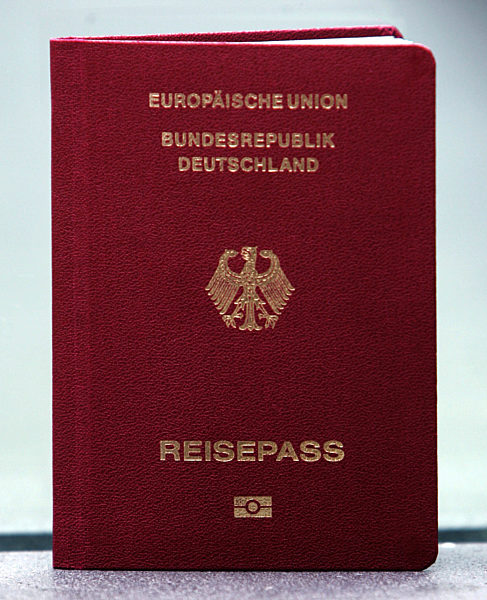 EUROPÄISCHE UNION
BUNDESREPUBLIK
DEUTSCHLAND
REISEPASS